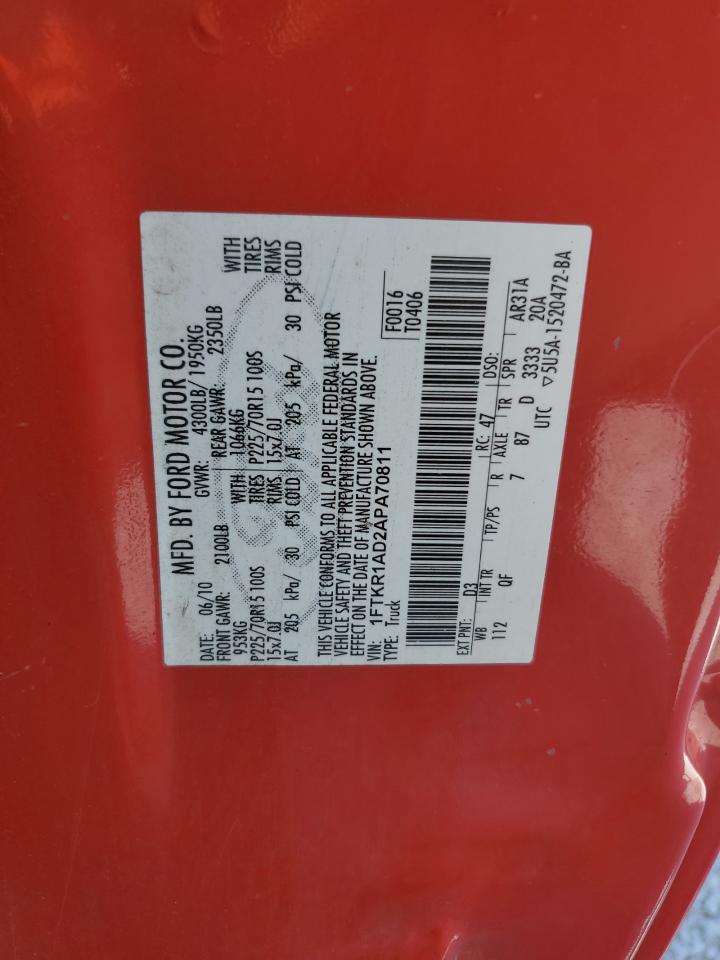 MFD. BY FORD MOTOR CO.
DATE: 06/10 GVWR: 4300LB/ 1950KG
FRONT GAWR: 2100LB REAR GAWR: 2350LB
953KG WITH 1066KG WITH
P225/70R15 100S TIRES P225/70R15 100S TIRES
15x7.0J RIMS 15x7.0J RIMS
AT 205 kPa/ 30 PSI COLD AT 205 kPa/ 30 PSI COLD
THIS VEHICLE CONFORMS TO ALL APPLICABLE FEDERAL MOTOR
VEHICLE SAFETY AND THEFT PREVENTION STANDARDS IN
EFFECT ON THE DATE OF MANUFACTURE SHOWN ABOVE.
VIN: 1FTKR1AD2APA70811 F0016
TYPE: Truck T0406
EXT PNT: D3 RC: 47 DSO:
WB INT TR TP/PS R AXLE TR SPR AR31A
112 QF 7 87 D 3333 20A
UTC ▽5U5A-1520472-BA